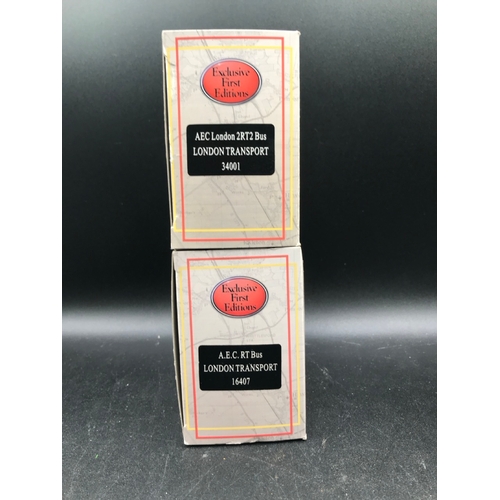 Exclusive
First
Editions
AEC London 2RT2 Bus
LONDON TRANSPORT
34001
Exclusive
First
Editions
A.E.C. RT Bus
LONDON TRANSPORT
16407